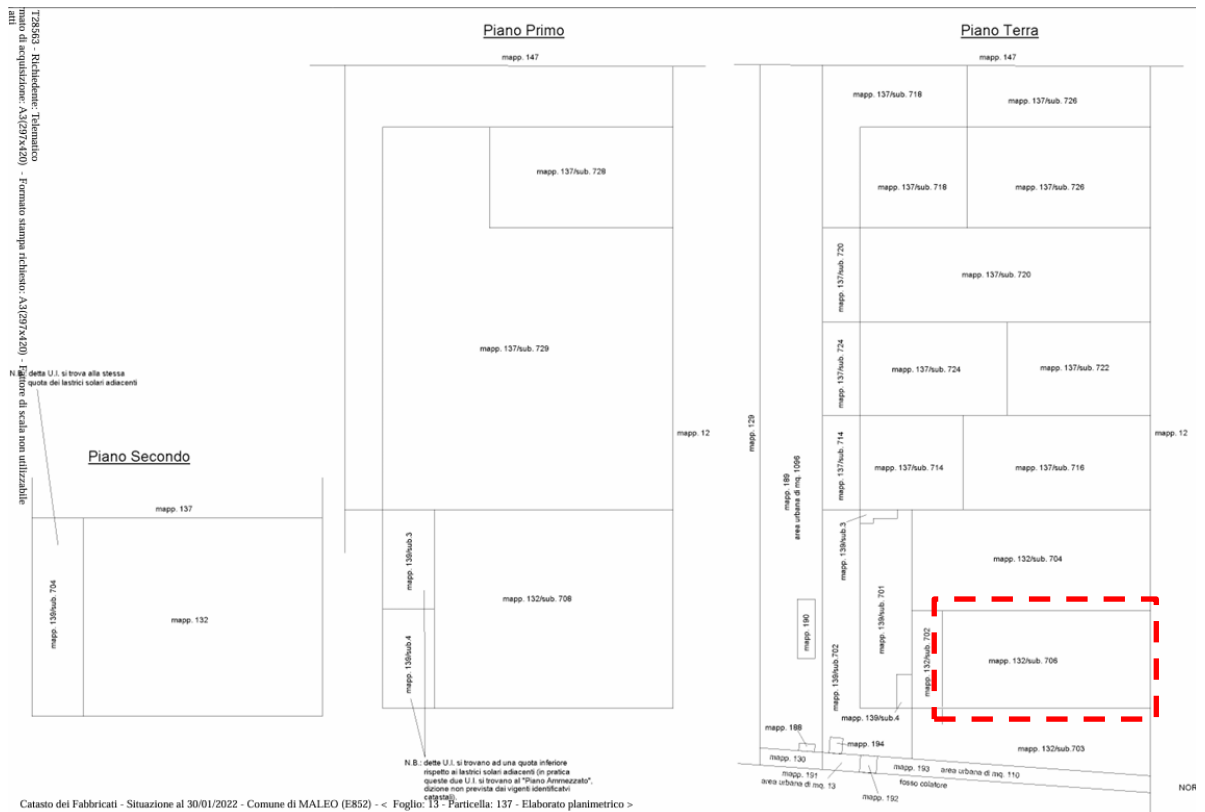 T28563 - Richiedente: Telematico
mato di acquisizione: A3(297x420) - Formato stampa richiesto: A3(297x420) - Fattore di scala non utilizzabile
atti
N.B.: detta U.I. si trova alla stessa
quota dei lastrici solari adiacenti
Piano Secondo
mapp. 137
mapp. 139/sub. 704
mapp. 132
Piano Primo
mapp. 147
mapp. 137/sub. 728
mapp. 137/sub. 729
mapp. 12
mapp. 139/sub.3
mapp. 132/sub. 708
mapp. 139/sub.4
N.B.: dette U.I. si trovano ad una quota inferiore
rispetto ai lastrici solari adiacenti (in pratica
queste due U.I. si trovano al "Piano Ammezzato",
dizione non prevista dai vigenti identificatvi
catastali).
Piano Terra
mapp. 147
mapp. 137/sub. 718
mapp. 137/sub. 726
mapp. 137/sub. 718
mapp. 137/sub. 726
mapp. 137/sub. 720
mapp. 137/sub. 720
mapp. 137/sub. 724
mapp. 137/sub. 724
mapp. 137/sub. 722
mapp. 129
mapp. 12
mapp. 137/sub. 714
mapp. 137/sub. 714
mapp. 137/sub. 716
mapp. 189
area urbana di mq. 1096
mapp. 139/sub.3
mapp. 132/sub. 704
mapp. 139/sub.701
mapp. 190
mapp. 139/sub.702
mapp. 132/sub. 702
mapp. 132/sub. 706
mapp. 139/sub.4
mapp. 188
mapp. 194
mapp. 132/sub.703
mapp. 130
mapp. 193 area urbana di mq. 110
mapp. 191
area urbana di mq. 13
fosso colatore
mapp. 192
NOR
Catasto dei Fabbricati - Situazione al 30/01/2022 - Comune di MALEO (E852) - < Foglio: 13 - Particella: 137 - Elaborato planimetrico >